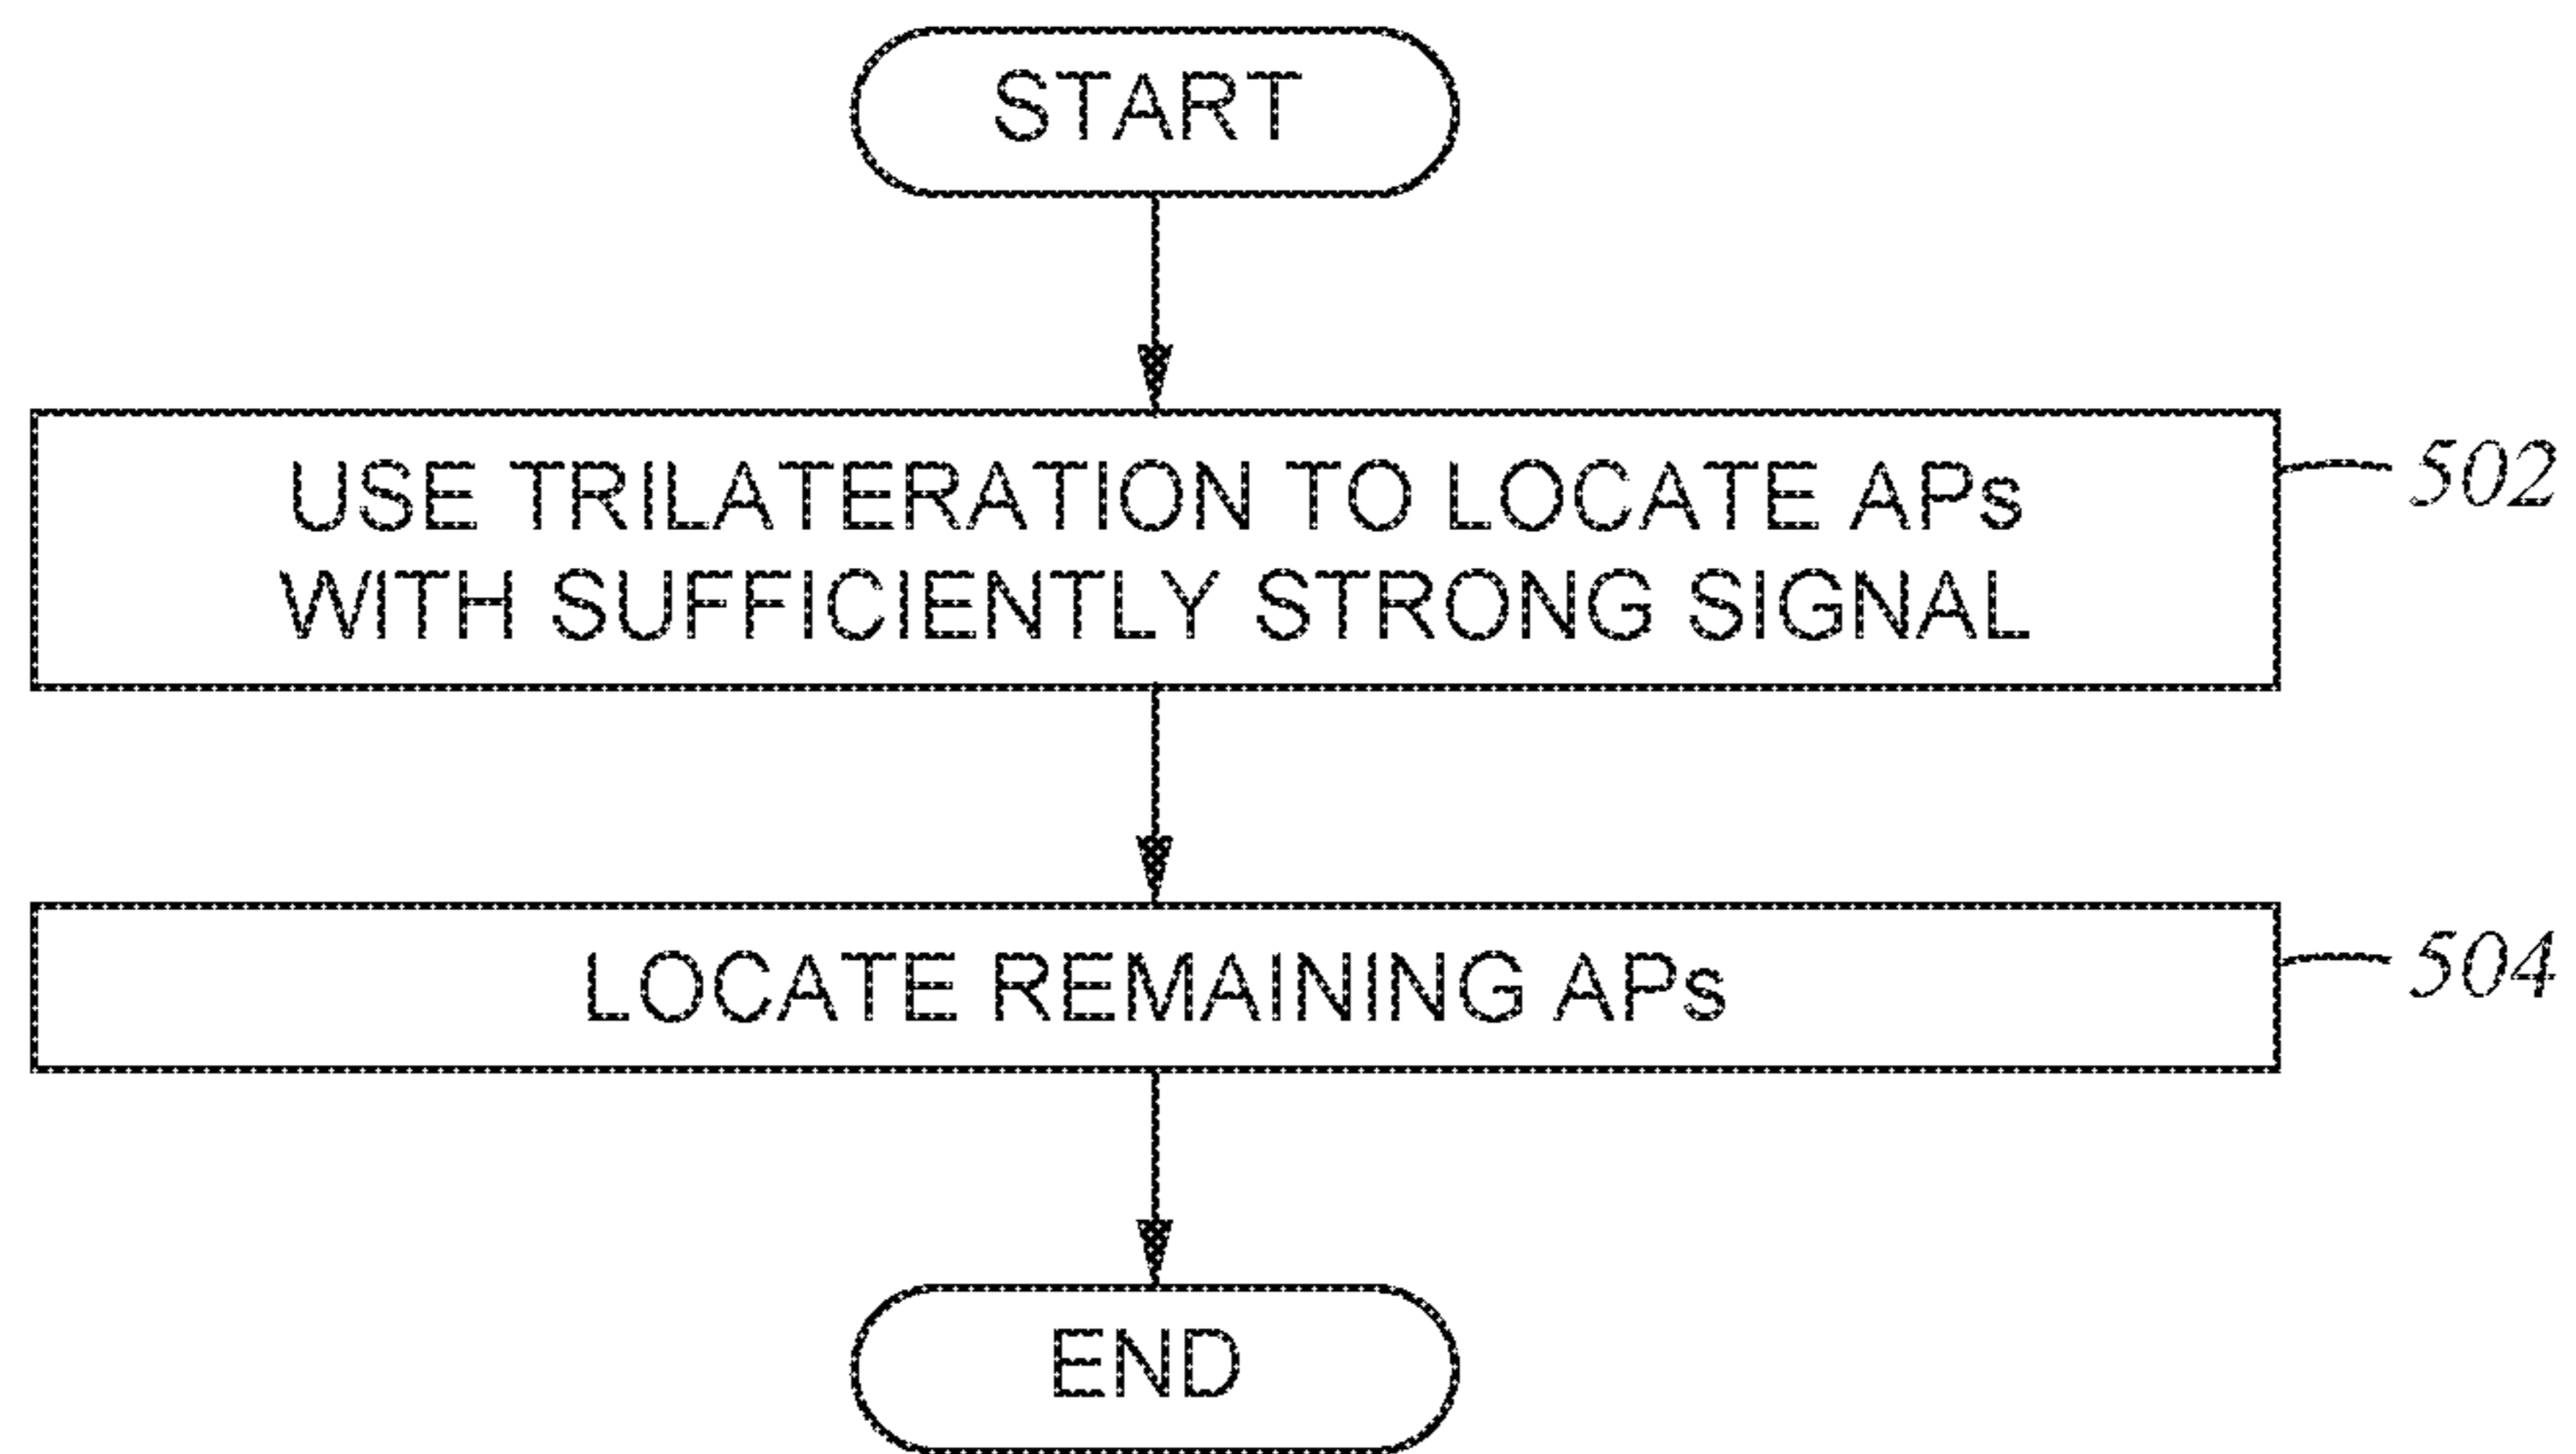 START
USE TRILATERATION TO LOCATE APs
WITH SUFFICIENTLY STRONG SIGNAL
502
LOCATE REMAINING APs
504
END